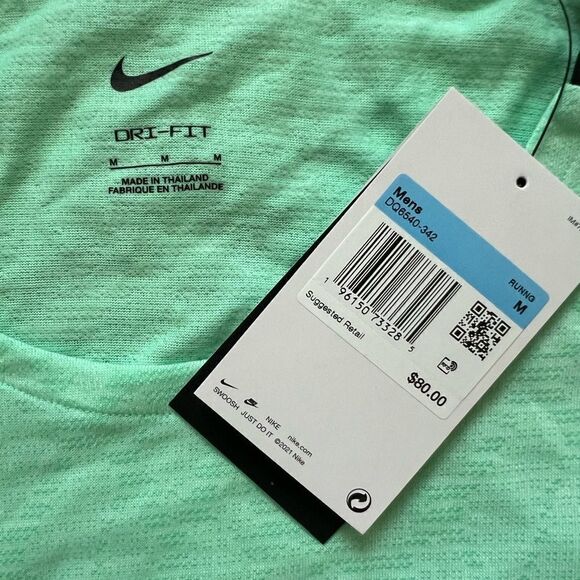 DRI-FIT
M M M
MADE IN THAILAND
FABRIQUE EN THAILANDE
Mens
DQ6540-342
RUNNG
M
1 96150 73328 5
Suggested Retail
$80.00
NIKE nike.com
SWOOSH JUST DO IT ©2021 Nike